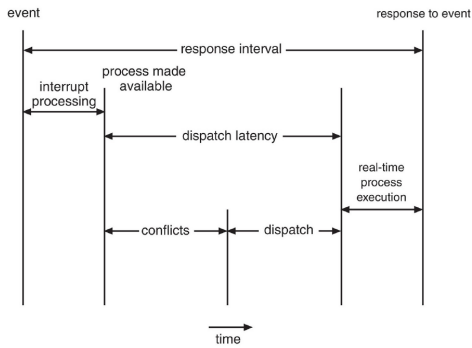 event
response to event
response interval
process made
available
interrupt
processing
dispatch latency
real-time
process
execution
conflicts
dispatch
time